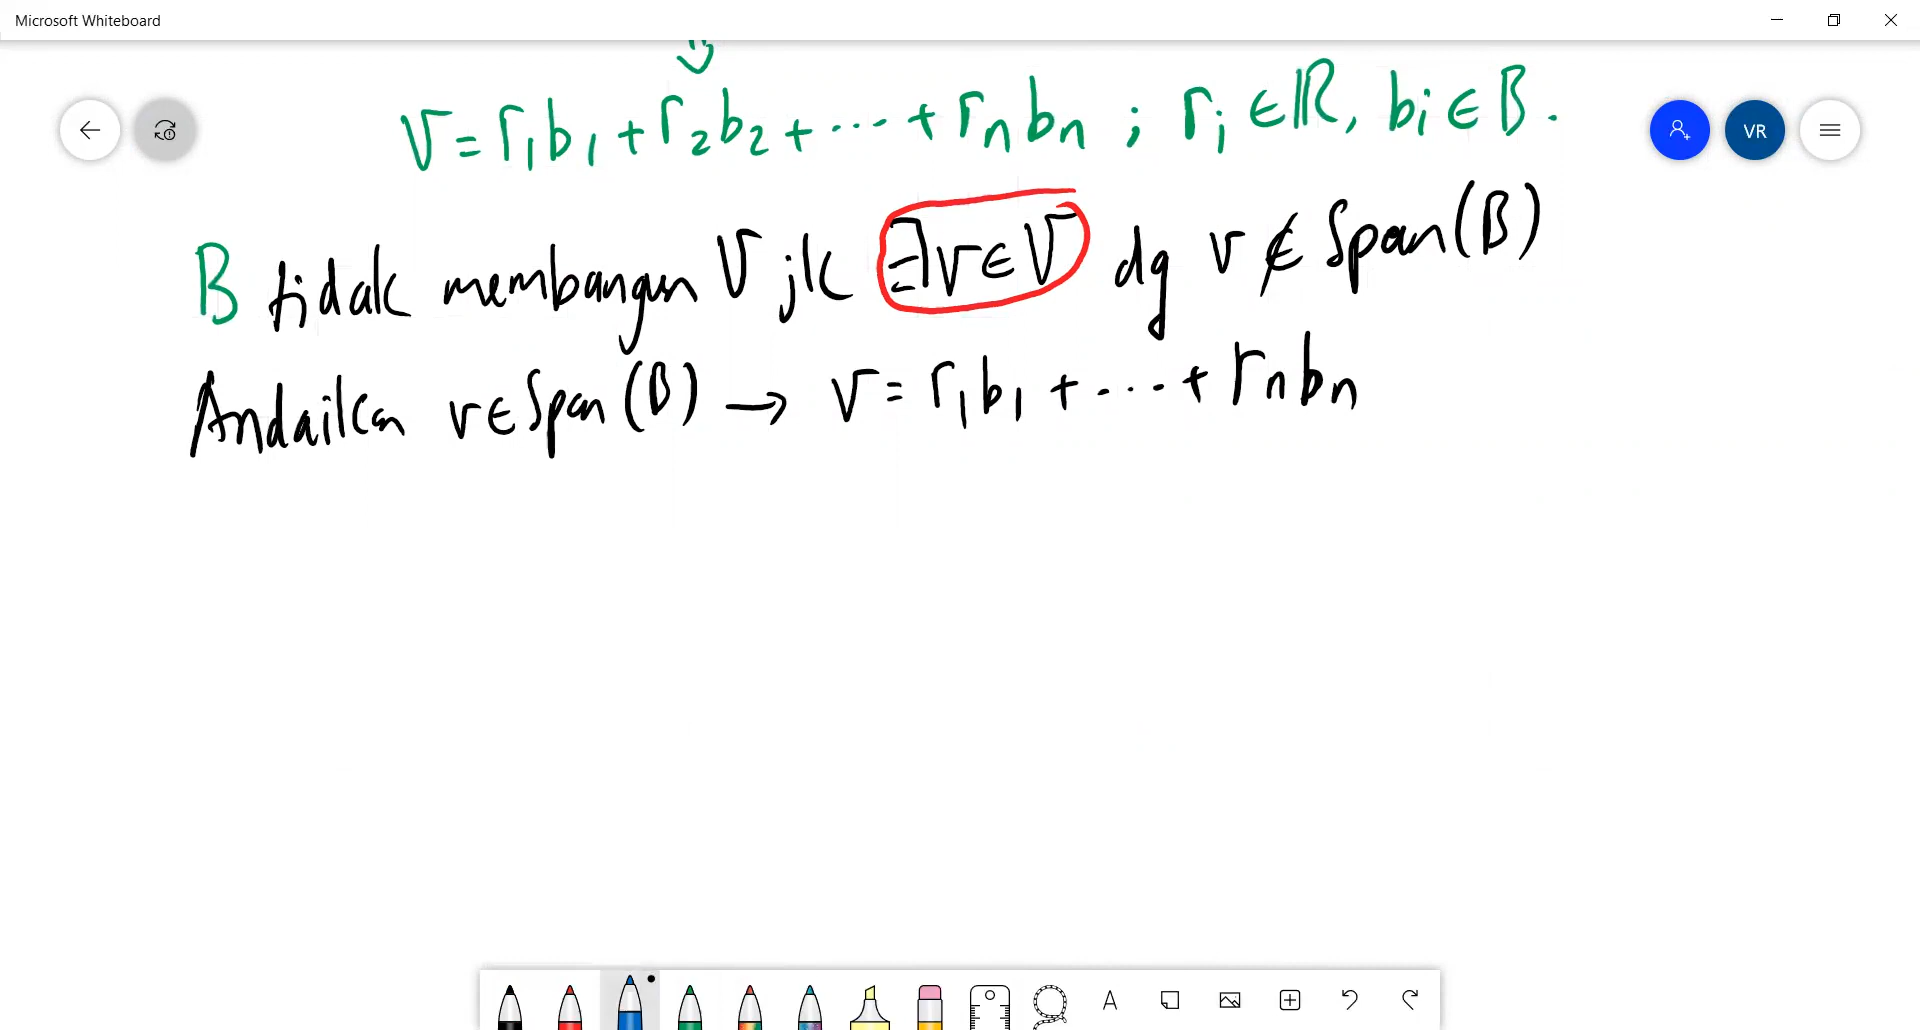 Microsoft Whiteboard
v = r₁b₁ + r₂b₂ + ... + rₙbₙ ; rᵢ ∈ ℝ, bᵢ ∈ B.
VR
B tidak membangun V jk ∃v∈V dg v ∉ Span(B)
Andaikan v∈Span(B) → v = r₁b₁ + ... + rₙbₙ
A